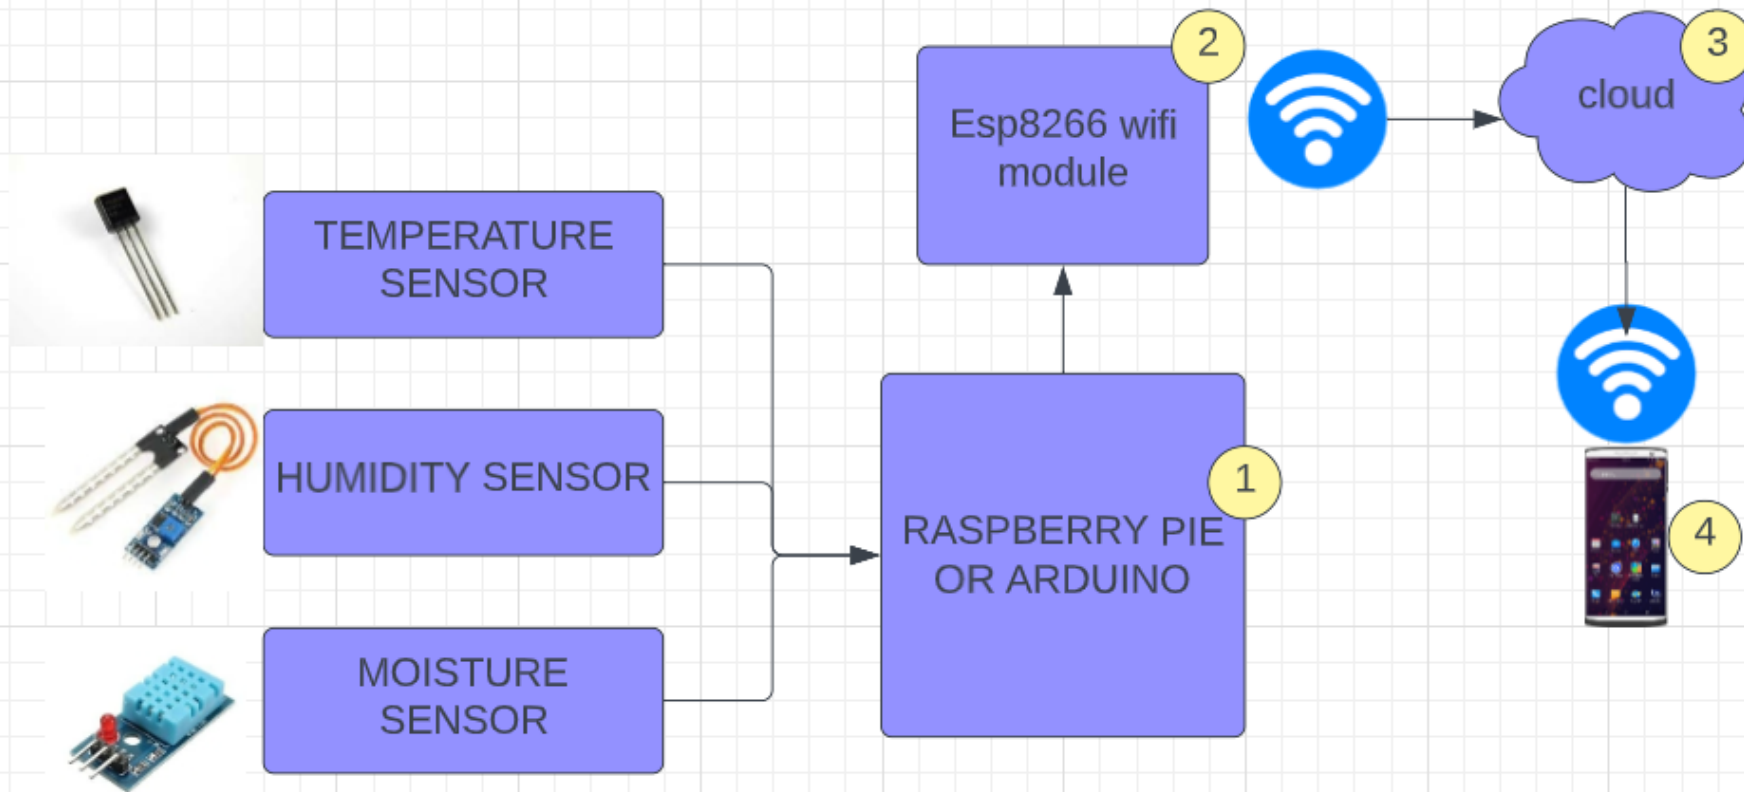 2
3
Esp8266 wifi
module
cloud
TEMPERATURE
SENSOR
HUMIDITY SENSOR
1
RASPBERRY PIE
OR ARDUINO
4
MOISTURE
SENSOR